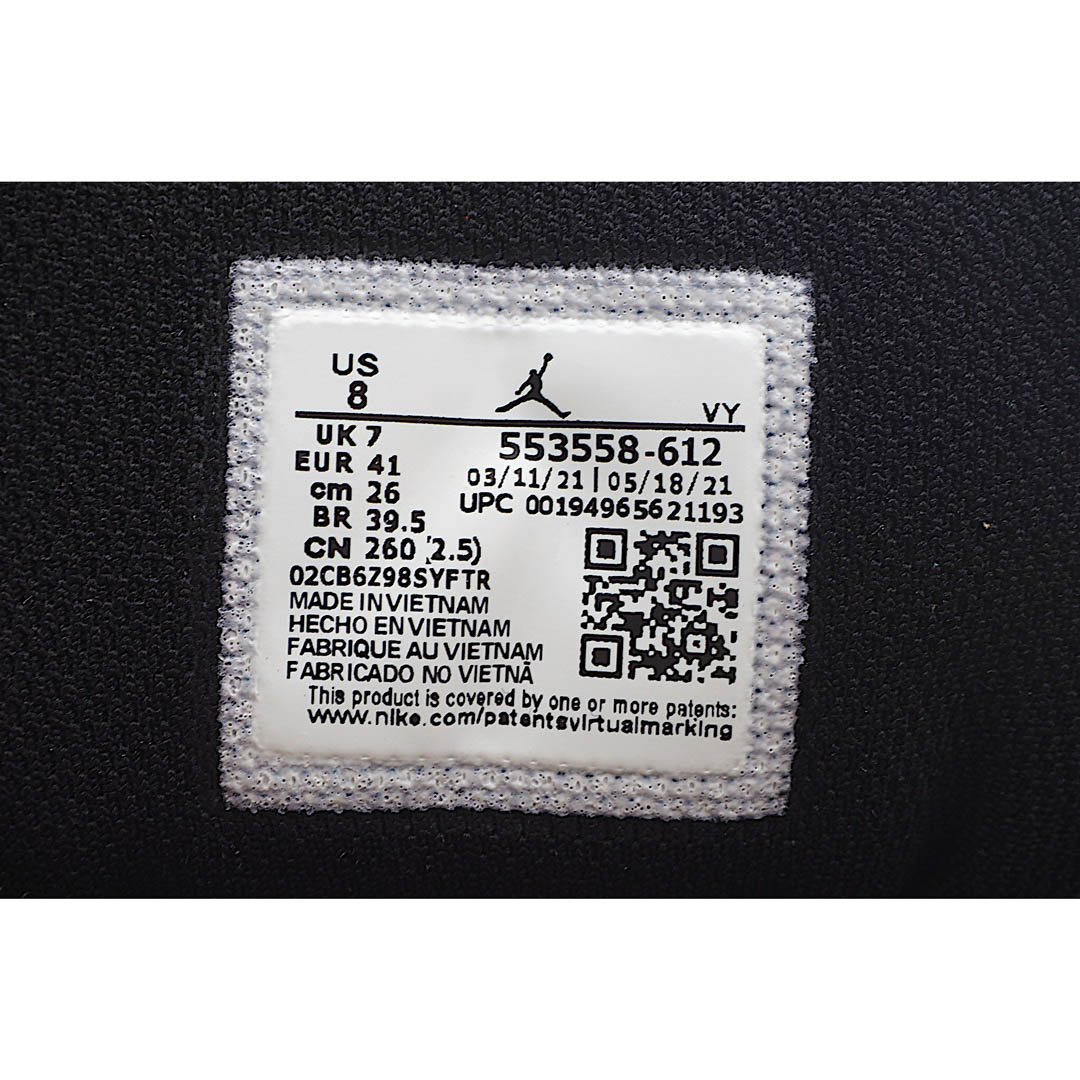 US
8
VY
UK 7
553558-612
EUR 41
03/11/21 | 05/18/21
cm 26
UPC 00194965621193
BR 39.5
CN 260 (2.5)
02CB6Z98SYFTR
MADE IN VIETNAM
HECHO EN VIETNAM
FABRIQUE AU VIETNAM
FABRICADO NO VIETNÃ
This product is covered by one or more patents:
www.nike.com/patentsvirtualmarking